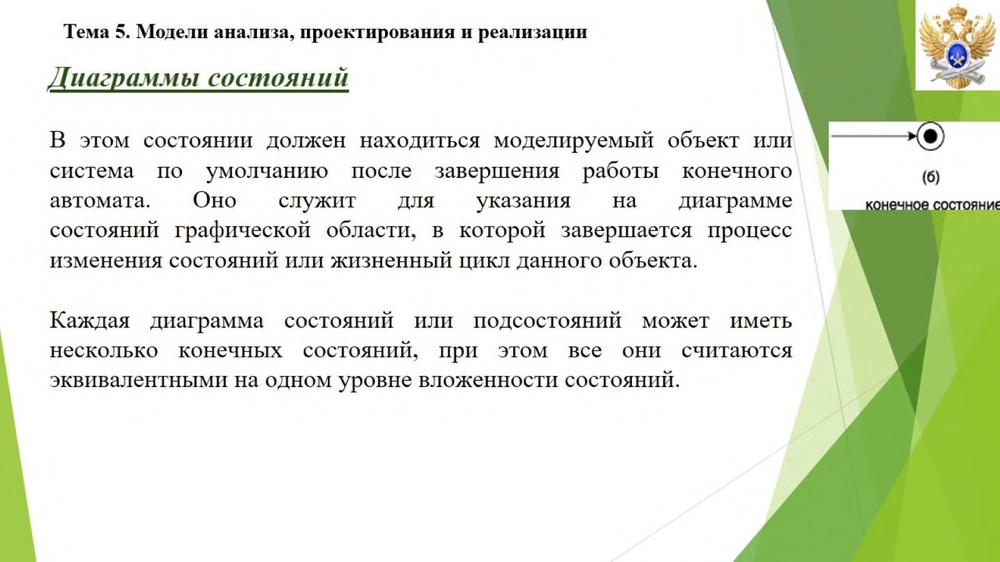 Тема 5. Модели анализа, проектирования и реализации
Диаграммы состояний
В этом состоянии должен находиться моделируемый объект или
система по умолчанию после завершения работы конечного
автомата. Оно служит для указания на диаграмме
состояний графической области, в которой завершается процесс
изменения состояний или жизненный цикл данного объекта.
Каждая диаграмма состояний или подсостояний может иметь
несколько конечных состояний, при этом все они считаются
эквивалентными на одном уровне вложенности состояний.
(б)
конечное состояние